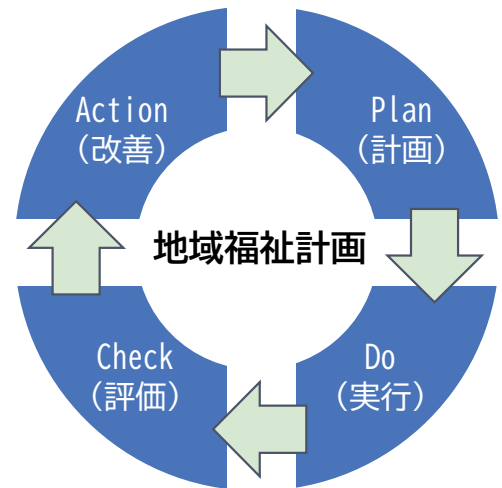 Action
（改善）
Plan
（計画）
地域福祉計画
Check
（評価）
Do
（実行）